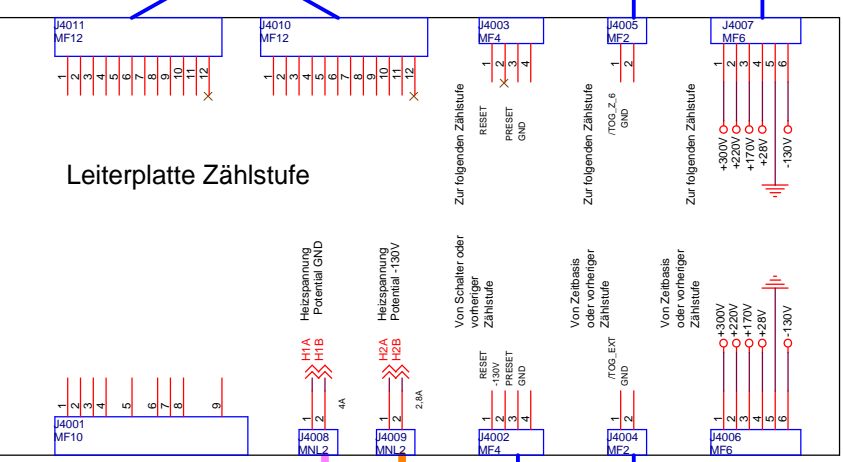 J4011
MF12
1 2 3 4 5 6 7 8 9 10 11 12
J4010
MF12
1 2 3 4 5 6 7 8 9 10 11 12
J4003
MF4
1 2 3 4
RESET
PRESET
GND
Zur folgenden Zählstufe
J4005
MF2
1 2
/TOG_Z_6
GND
Zur folgenden Zählstufe
J4007
MF6
1 2 3 4 5 6
+300V
+220V
+170V
+28V
-130V
Zur folgenden Zählstufe
Leiterplatte Zählstufe
Heizspannung
Potential GND
H1A
H1B
4A
1 2
J4008
MNL2
Heizspannung
Potential -130V
H2A
H2B
2,8A
1 2
J4009
MNL2
Von Schalter oder
vorheriger
Zählstufe
RESET
-130V
PRESET
GND
1 2 3 4
J4002
MF4
Von Zeitbasis
oder vorheriger
Zählstufe
/TOG_EXT
GND
1 2
J4004
MF2
Von Zeitbasis
oder vorheriger
Zählstufe
+300V
+220V
+170V
+28V
-130V
1 2 3 4 5 6
J4006
MF6
1 2 3 4 5 6 7 8 9
J4001
MF10